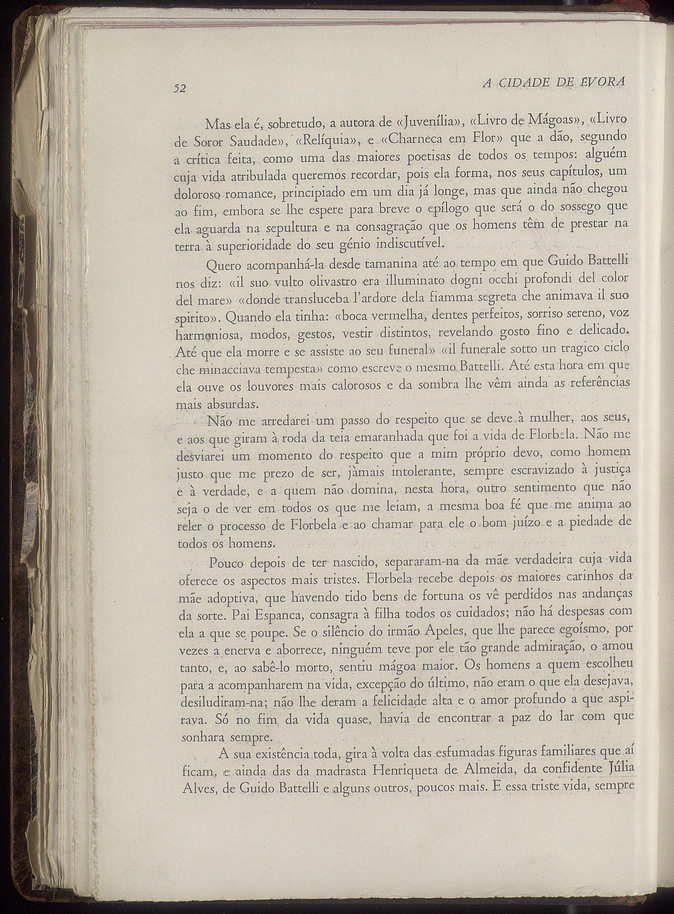 52
A CIDADE DE ÉVORA
Mas ela é, sobretudo, a autora de «Juvenília», «Livro de Mágoas», «Livro
de Soror Saudade», «Relíquia», e «Charneca em Flor» que a dão, segundo
a crítica feita, como uma das maiores poetisas de todos os tempos: alguém
cuja vida atribulada queremos recordar, pois ela forma, nos seus capítulos, um
doloroso romance, principiado em um dia já longe, mas que ainda não chegou
ao fim, embora se lhe espere para breve o epílogo que será o do sossego que
ela aguarda na sepultura e na consagração que os homens têm de prestar na
terra à superioridade do seu génio indiscutível.
Quero acompanhá-la desde tamanina até ao tempo em que Guido Battelli
nos diz: «il suo vulto olivastro era illuminato dogni occhi profondi del color
del mare» «donde transluceba l'ardore dela fiamma segreta che animava il suo
spirito». Quando ela tinha: «boca vermelha, dentes perfeitos, sorriso sereno, voz
harmoniosa, modos, gestos, vestir distintos, revelando gosto fino e delicado.
Até que ela morre e se assiste ao seu funeral» «il funerale sotto un tragico ciclo
che minacciava tempesta» como escreve o mesmo Battelli. Até esta hora em que
ela ouve os louvores mais calorosos e da sombra lhe vêm ainda as referências
mais absurdas.
Não me arredarei um passo do respeito que se deve à mulher, aos seus,
e aos que giram à roda da teia emaranhada que foi a vida de Florbela. Não me
desviarei um momento do respeito que a mim próprio devo, como homem
justo que me prezo de ser, jàmais intolerante, sempre escravizado à justiça
e à verdade, e a quem não domina, nesta hora, outro sentimento que não
seja o de ver em todos os que me leiam, a mesma boa fé que me anima ao
reler o processo de Florbela e ao chamar para ele o bom juízo e a piedade de
todos os homens.
Pouco depois de ter nascido, separaram-na da mãe verdadeira cuja vida
oferece os aspectos mais tristes. Florbela recebe depois os maiores carinhos da
mãe adoptiva, que havendo tido bens de fortuna os vê perdidos nas andanças
da sorte. Pai Espanca, consagra à filha todos os cuidados; não há despesas com
ela a que se poupe. Se o silêncio do irmão Apeles, que lhe parece egoísmo, por
vezes a enerva e aborrece, ninguém teve por ele tão grande admiração, o amou
tanto, e, ao sabê-lo morto, sentiu mágoa maior. Os homens a quem escolheu
para a acompanharem na vida, excepção do último, não eram o que ela desejava,
desiludiram-na; não lhe deram a felicidade alta e o amor profundo a que aspi-
rava. Só no fim da vida quase, havia de encontrar a paz do lar com que
sonhara sempre.
A sua existência toda, gira à volta das esfumadas figuras familiares que aí
ficam, e ainda das da madrasta Henriqueta de Almeida, da confidente Júlia
Alves, de Guido Battelli e alguns outros, poucos mais. E essa triste vida, sempre